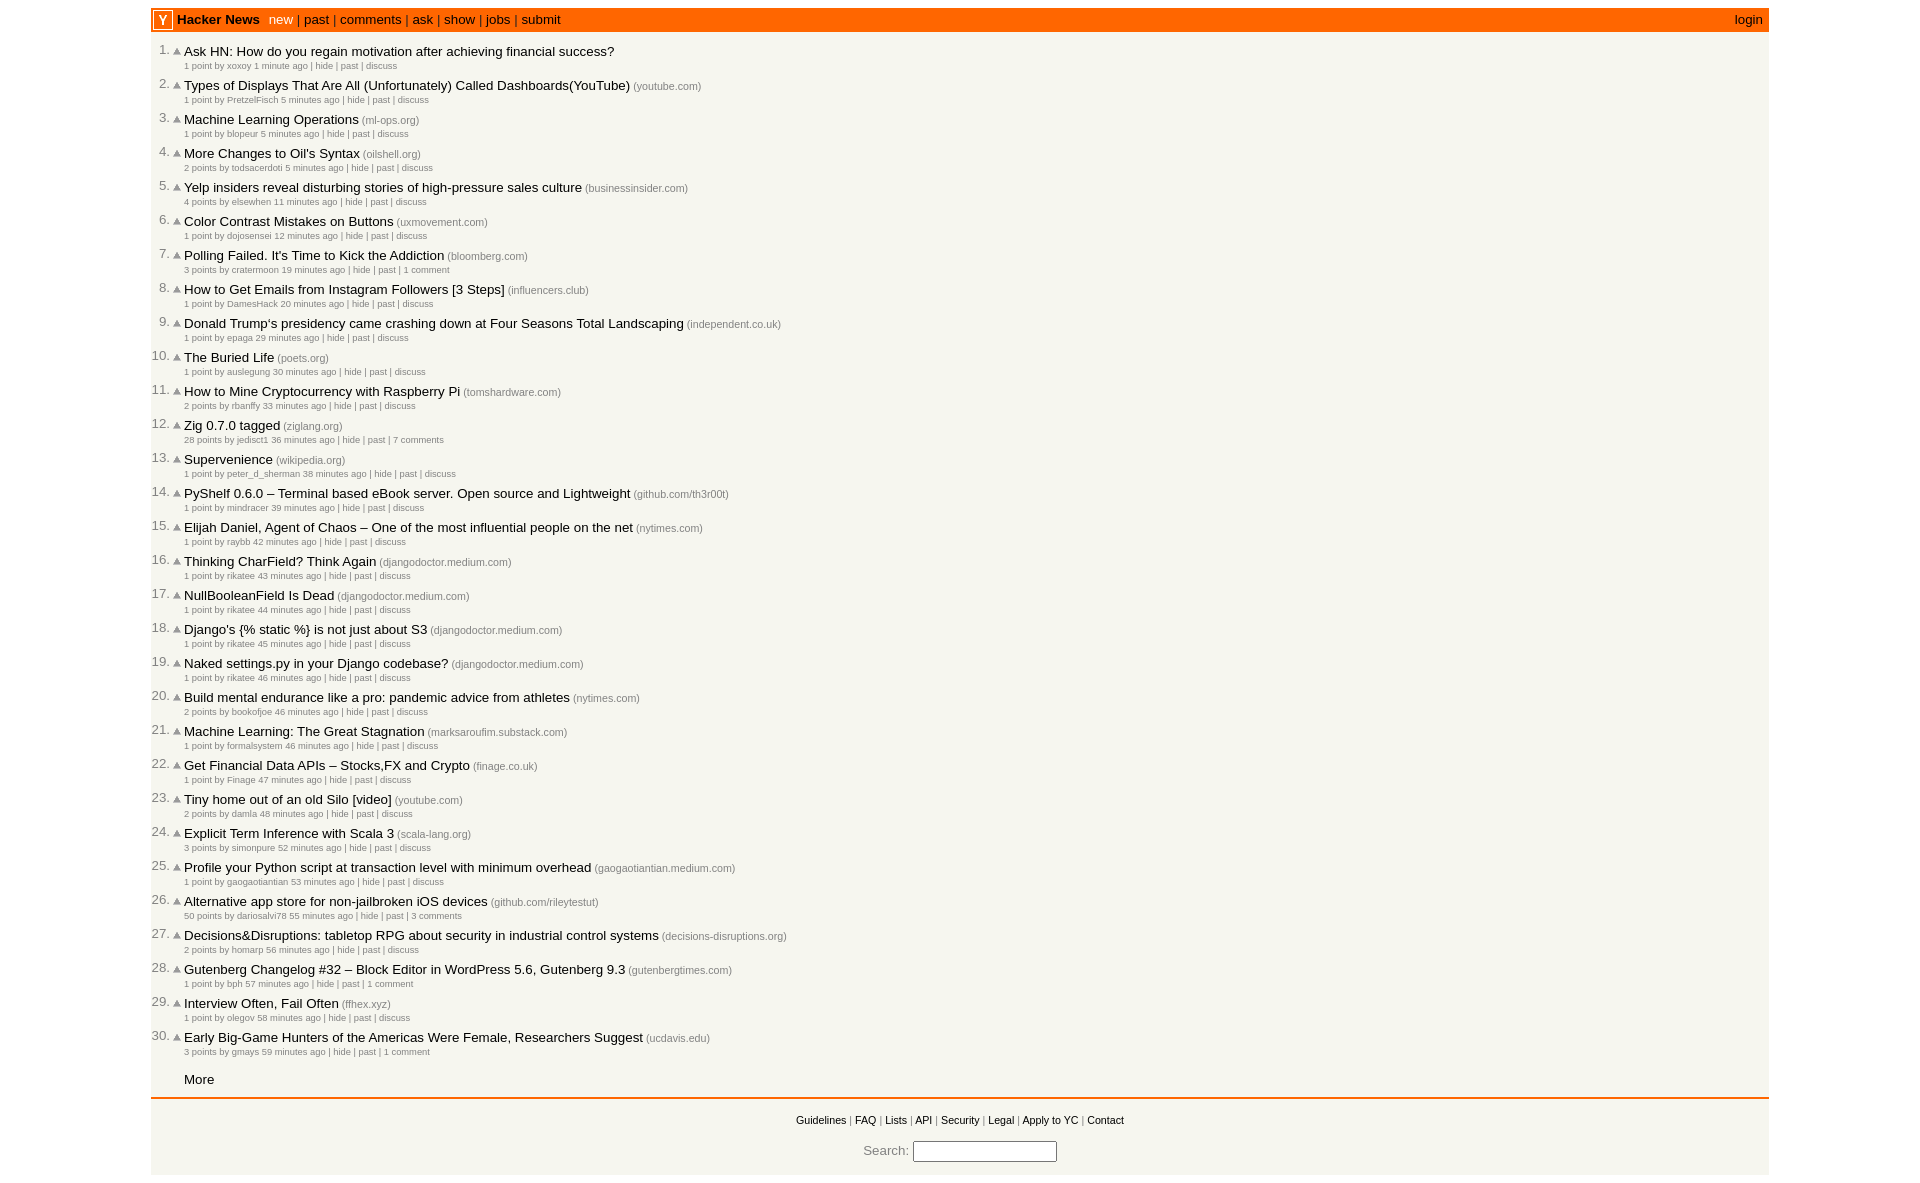 Y Hacker News new | past | comments | ask | show | jobs | submit login
1. Ask HN: How do you regain motivation after achieving financial success?
1 point by xoxoy 1 minute ago | hide | past | discuss
2. Types of Displays That Are All (Unfortunately) Called Dashboards(YouTube) (youtube.com)
1 point by PretzelFisch 5 minutes ago | hide | past | discuss
3. Machine Learning Operations (ml-ops.org)
1 point by blopeur 5 minutes ago | hide | past | discuss
4. More Changes to Oil's Syntax (oilshell.org)
2 points by todsacerdoti 5 minutes ago | hide | past | discuss
5. Yelp insiders reveal disturbing stories of high-pressure sales culture (businessinsider.com)
4 points by elsewhen 11 minutes ago | hide | past | discuss
6. Color Contrast Mistakes on Buttons (uxmovement.com)
1 point by dojosensei 12 minutes ago | hide | past | discuss
7. Polling Failed. It's Time to Kick the Addiction (bloomberg.com)
3 points by cratermoon 19 minutes ago | hide | past | 1 comment
8. How to Get Emails from Instagram Followers [3 Steps] (influencers.club)
1 point by DamesHack 20 minutes ago | hide | past | discuss
9. Donald Trump‘s presidency came crashing down at Four Seasons Total Landscaping (independent.co.uk)
1 point by epaga 29 minutes ago | hide | past | discuss
10. The Buried Life (poets.org)
1 point by auslegung 30 minutes ago | hide | past | discuss
11. How to Mine Cryptocurrency with Raspberry Pi (tomshardware.com)
2 points by rbanffy 33 minutes ago | hide | past | discuss
12. Zig 0.7.0 tagged (ziglang.org)
28 points by jedisct1 36 minutes ago | hide | past | 7 comments
13. Supervenience (wikipedia.org)
1 point by peter_d_sherman 38 minutes ago | hide | past | discuss
14. PyShelf 0.6.0 – Terminal based eBook server. Open source and Lightweight (github.com/th3r00t)
1 point by mindracer 39 minutes ago | hide | past | discuss
15. Elijah Daniel, Agent of Chaos – One of the most influential people on the net (nytimes.com)
1 point by raybb 42 minutes ago | hide | past | discuss
16. Thinking CharField? Think Again (djangodoctor.medium.com)
1 point by rikatee 43 minutes ago | hide | past | discuss
17. NullBooleanField Is Dead (djangodoctor.medium.com)
1 point by rikatee 44 minutes ago | hide | past | discuss
18. Django's {% static %} is not just about S3 (djangodoctor.medium.com)
1 point by rikatee 45 minutes ago | hide | past | discuss
19. Naked settings.py in your Django codebase? (djangodoctor.medium.com)
1 point by rikatee 46 minutes ago | hide | past | discuss
20. Build mental endurance like a pro: pandemic advice from athletes (nytimes.com)
2 points by bookofjoe 46 minutes ago | hide | past | discuss
21. Machine Learning: The Great Stagnation (marksaroufim.substack.com)
1 point by formalsystem 46 minutes ago | hide | past | discuss
22. Get Financial Data APIs – Stocks,FX and Crypto (finage.co.uk)
1 point by Finage 47 minutes ago | hide | past | discuss
23. Tiny home out of an old Silo [video] (youtube.com)
2 points by damla 48 minutes ago | hide | past | discuss
24. Explicit Term Inference with Scala 3 (scala-lang.org)
3 points by simonpure 52 minutes ago | hide | past | discuss
25. Profile your Python script at transaction level with minimum overhead (gaogaotiantian.medium.com)
1 point by gaogaotiantian 53 minutes ago | hide | past | discuss
26. Alternative app store for non-jailbroken iOS devices (github.com/rileytestut)
50 points by dariosalvi78 55 minutes ago | hide | past | 3 comments
27. Decisions&Disruptions: tabletop RPG about security in industrial control systems (decisions-disruptions.org)
2 points by homarp 56 minutes ago | hide | past | discuss
28. Gutenberg Changelog #32 – Block Editor in WordPress 5.6, Gutenberg 9.3 (gutenbergtimes.com)
1 point by bph 57 minutes ago | hide | past | 1 comment
29. Interview Often, Fail Often (ffhex.xyz)
1 point by olegov 58 minutes ago | hide | past | discuss
30. Early Big-Game Hunters of the Americas Were Female, Researchers Suggest (ucdavis.edu)
3 points by gmays 59 minutes ago | hide | past | 1 comment
More
Guidelines | FAQ | Lists | API | Security | Legal | Apply to YC | Contact
Search: